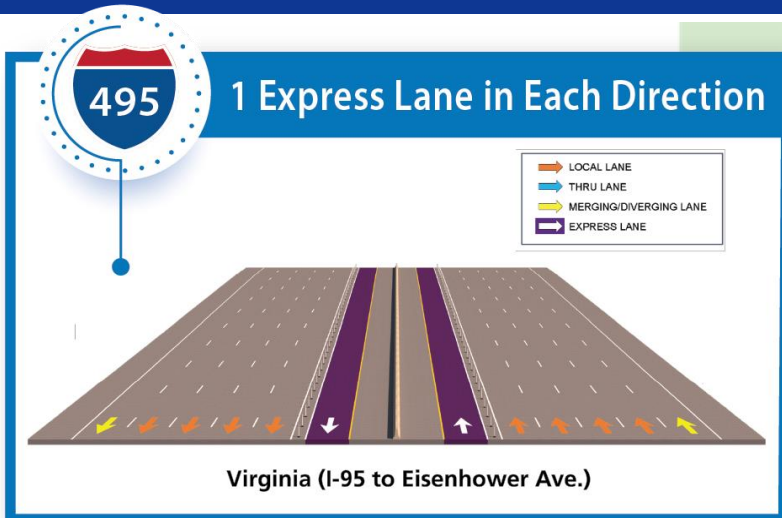 495
1 Express Lane in Each Direction
LOCAL LANE
THRU LANE
MERGING/DIVERGING LANE
EXPRESS LANE
Virginia (I-95 to Eisenhower Ave.)